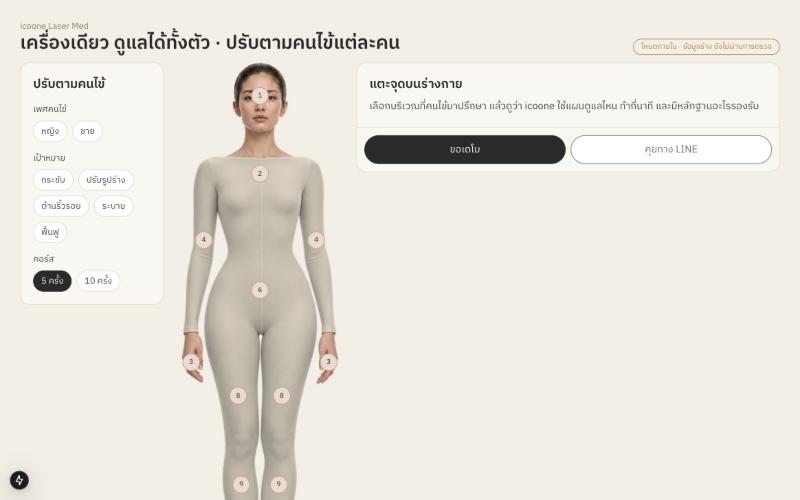 icoone Laser Med
เครื่องเดียว ดูแลได้ทั้งตัว · ปรับตามคนไข้แต่ละคน
โหมดภายใน · ข้อมูลร่าง ยังไม่ผ่านการตรวจ
ปรับตามคนไข้
เพศคนไข้
หญิง ชาย
เป้าหมาย
กระชับ ปรับรูปร่าง
ต้านริ้วรอย ระบาย
ฟื้นฟู
คอร์ส
5 ครั้ง 10 ครั้ง
1
2
4 4
6
3 3
8 8
9 9
แตะจุดบนร่างกาย
เลือกบริเวณที่คนไข้มาปรึกษา แล้วดูว่า icoone ใช้แผนดูแลไหน ทำกี่นาที และมีหลักฐานอะไรรองรับ
ขอเดโม คุยทาง LINE